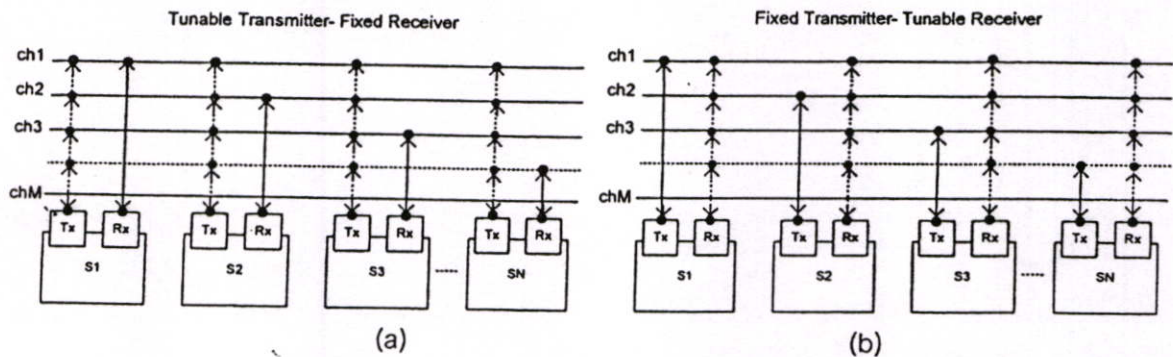 Tunable Transmitter- Fixed Receiver
ch1
ch2
ch3
chM
Tx Rx Tx Rx Tx Rx Tx Rx
S1 S2 S3 ..... SN
(a)
Fixed Transmitter- Tunable Receiver
ch1
ch2
ch3
chM
Tx Rx Tx Rx Tx Rx Tx Rx
S1 S2 S3 ..... SN
(b)